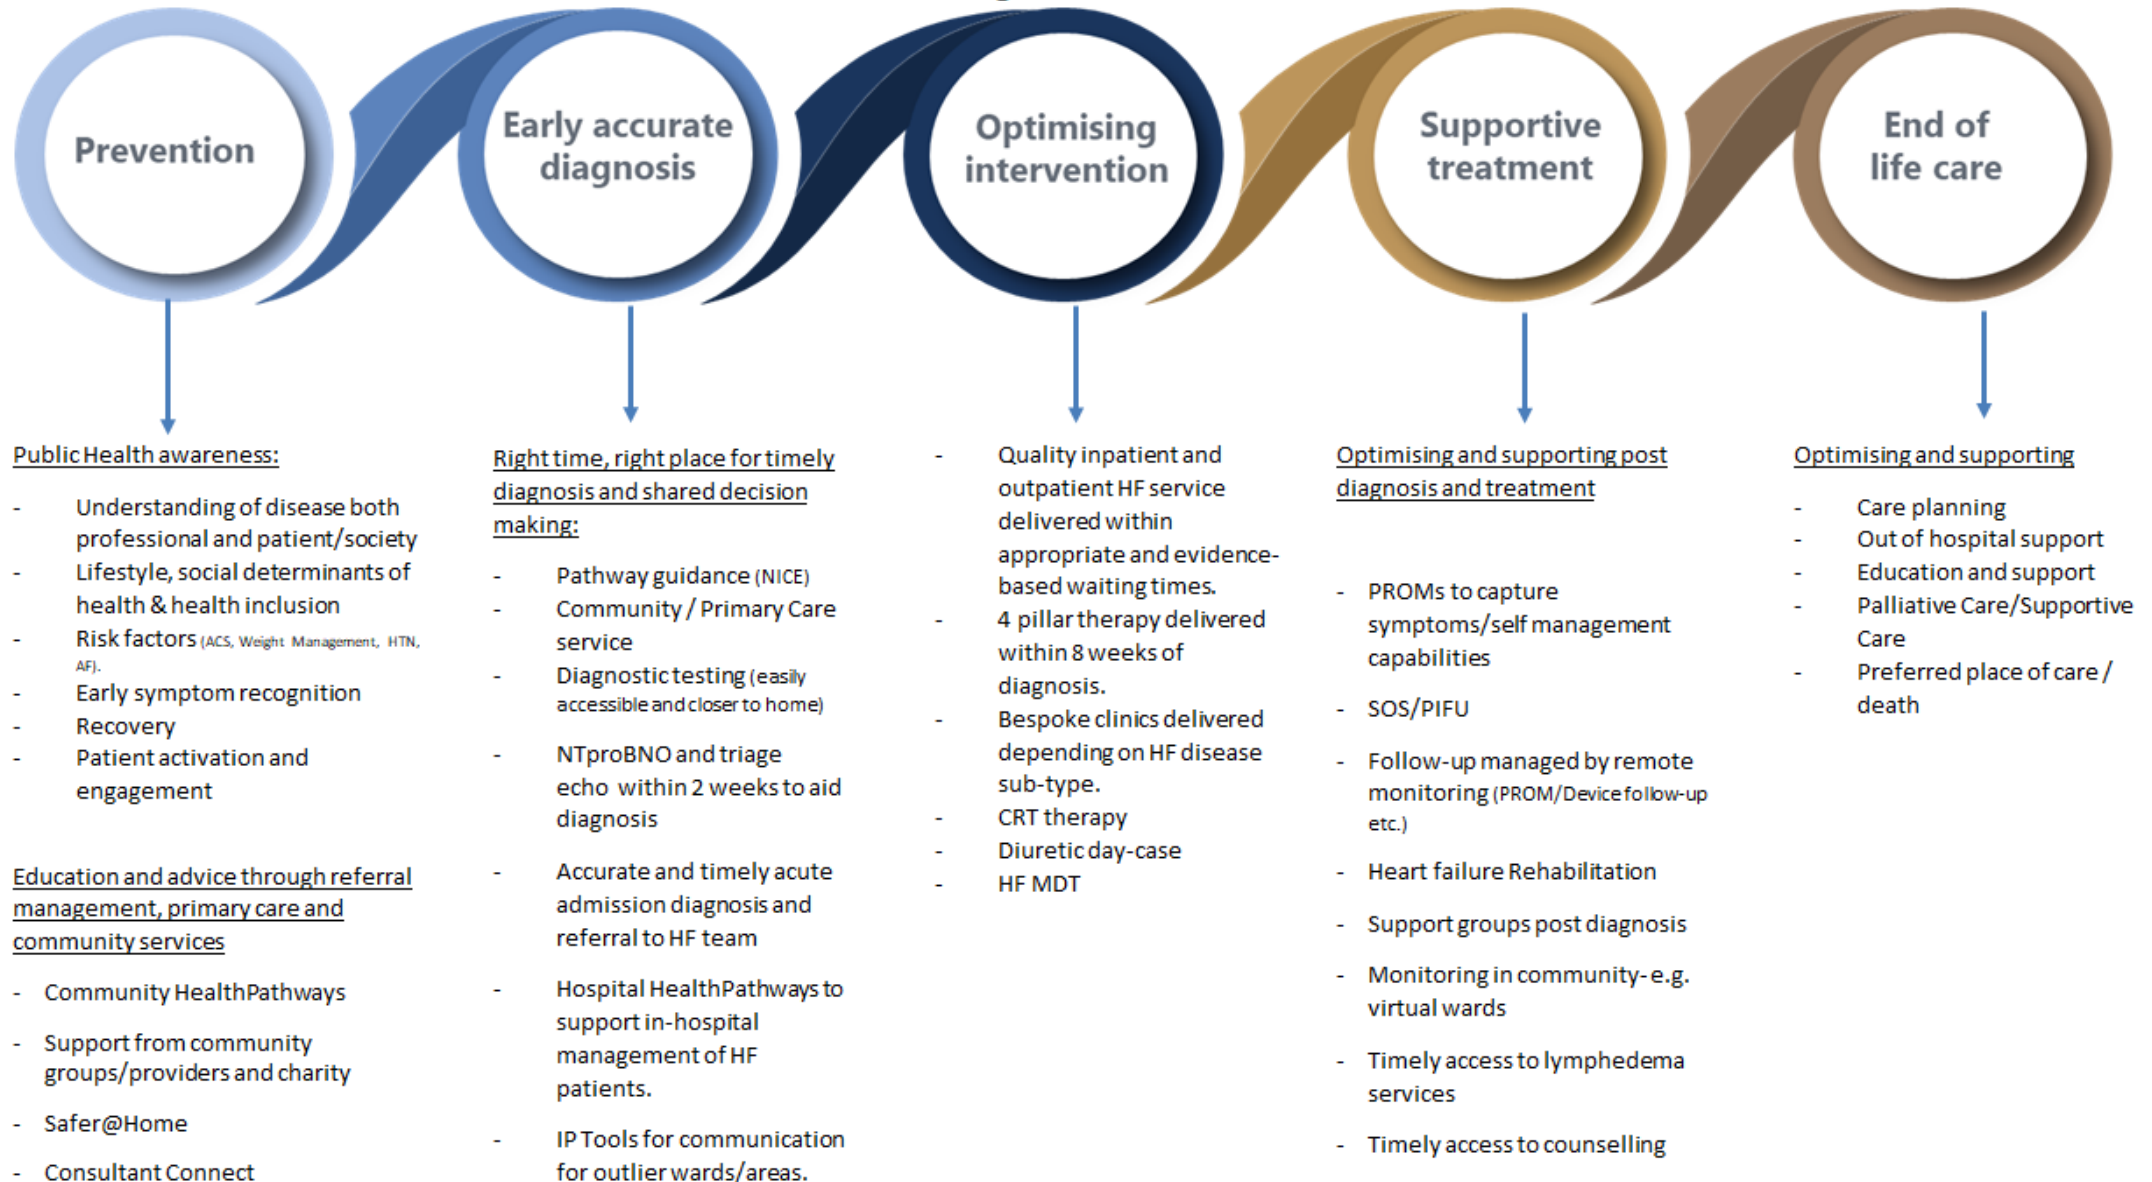 Prevention
Early accurate
diagnosis
Optimising
intervention
Supportive
treatment
End of
life care
Public Health awareness:
- Understanding of disease both
professional and patient/society
- Lifestyle, social determinants of
health & health inclusion
- Risk factors (ACS, Weight Management, HTN,
AF).
- Early symptom recognition
- Recovery
- Patient activation and
engagement
Education and advice through referral
management, primary care and
community services
- Community HealthPathways
- Support from community
groups/providers and charity
- Safer@Home
- Consultant Connect
Right time, right place for timely
diagnosis and shared decision
making:
- Pathway guidance (NICE)
- Community / Primary Care
service
- Diagnostic testing (easily
accessible and closer to home)
- NTproBNO and triage
echo within 2 weeks to aid
diagnosis
- Accurate and timely acute
admission diagnosis and
referral to HF team
- Hospital HealthPathways to
support in-hospital
management of HF
patients.
- IP Tools for communication
for outlier wards/areas.
- Quality inpatient and
outpatient HF service
delivered within
appropriate and evidence-
based waiting times.
- 4 pillar therapy delivered
within 8 weeks of
diagnosis.
- Bespoke clinics delivered
depending on HF disease
sub-type.
- CRT therapy
- Diuretic day-case
- HF MDT
Optimising and supporting post
diagnosis and treatment
- PROMs to capture
symptoms/self management
capabilities
- SOS/PIFU
- Follow-up managed by remote
monitoring (PROM/Device follow-up
etc.)
- Heart failure Rehabilitation
- Support groups post diagnosis
- Monitoring in community- e.g.
virtual wards
- Timely access to lymphedema
services
- Timely access to counselling
Optimising and supporting
- Care planning
- Out of hospital support
- Education and support
- Palliative Care/Supportive
Care
- Preferred place of care /
death